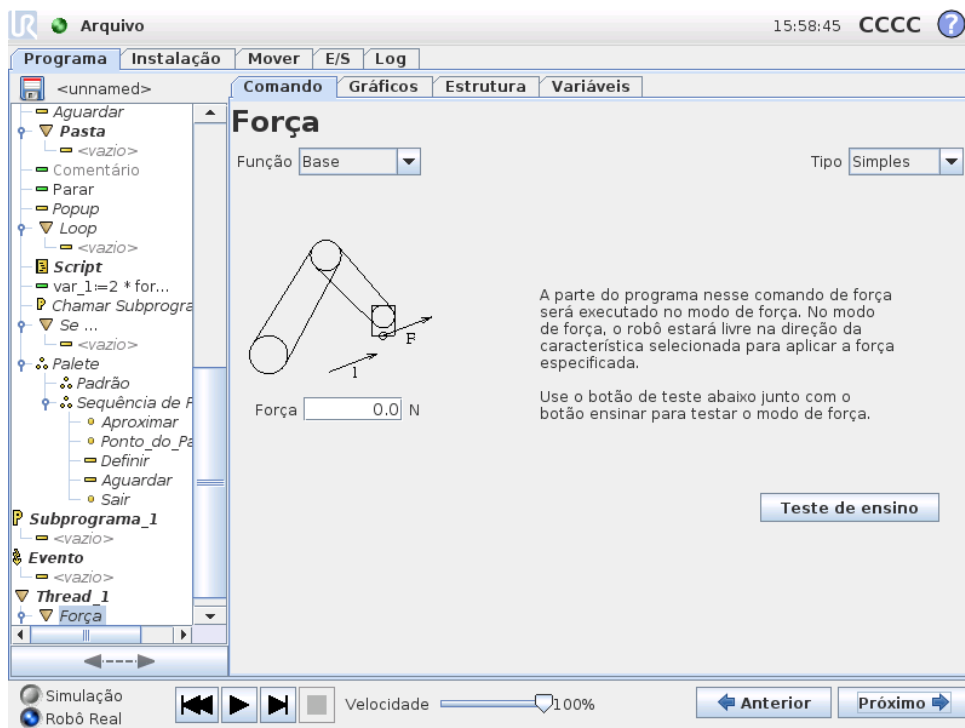 UR Arquivo 15:58:45 CCCC ?
Programa Instalação Mover E/S Log
<unnamed>
Comando Gráficos Estrutura Variáveis
Aguardar
Pasta
<vazio>
Comentário
Parar
Popup
Loop
<vazio>
Script
var_1:=2 * for...
Chamar Subprogra
Se ...
<vazio>
Palete
Padrão
Sequência de P
Aproximar
Ponto_do_Pa
Definir
Aguardar
Sair
Subprograma_1
<vazio>
Evento
<vazio>
Thread_1
Força
Força
Função Base
Tipo Simples
F
1
Força 0.0 N
A parte do programa nesse comando de força
será executado no modo de força. No modo
de força, o robô estará livre na direção da
característica selecionada para aplicar a força
especificada.
Use o botão de teste abaixo junto com o
botão ensinar para testar o modo de força.
Teste de ensino
Simulação
Robô Real
Velocidade 100%
Anterior
Próximo